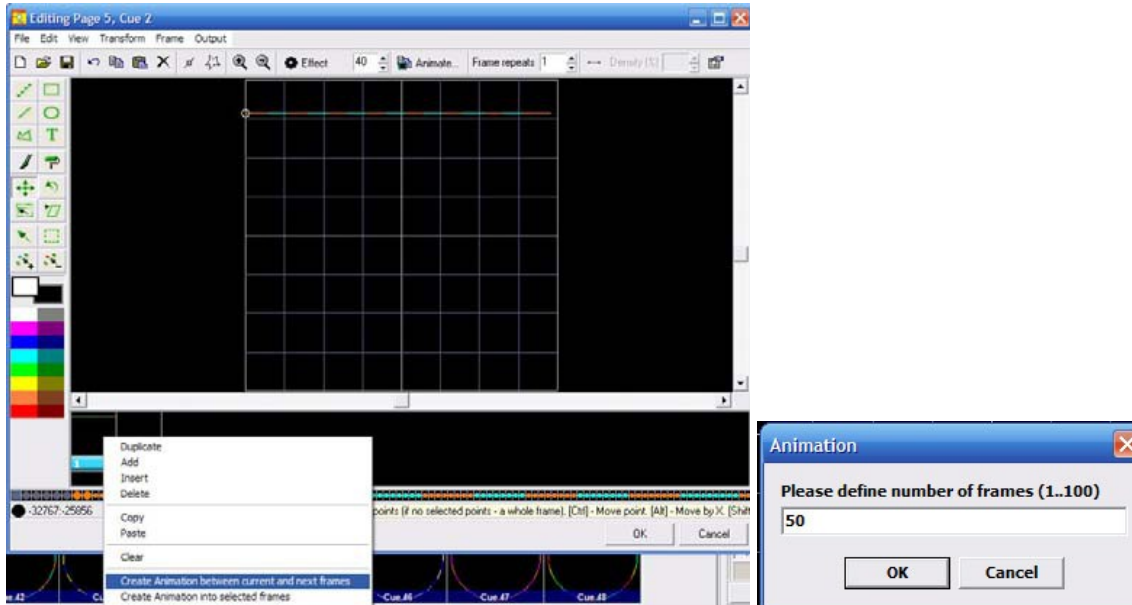 Editing Page 5, Cue 2
File Edit View Transform Frame Output
Effect 40 Animate... Frame repeats 1 Density [%]
T
1
Duplicate
Add
Insert
Delete
Copy
Paste
Clear
Create Animation between current and next frames
Create Animation into selected frames
-32767:-25856
points (if no selected points - a whole frame). [Ctrl] - Move point. [Alt] - Move by X. [Shift
OK Cancel
Cue 46 Cue 47 Cue 48
Animation
Please define number of frames (1..100)
50
OK Cancel